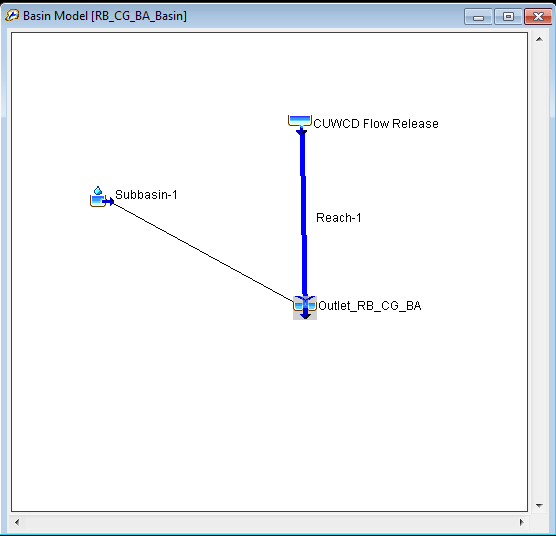 Basin Model [RB_CG_BA_Basin]
CUWCD Flow Release
Subbasin-1
Reach-1
Outlet_RB_CG_BA